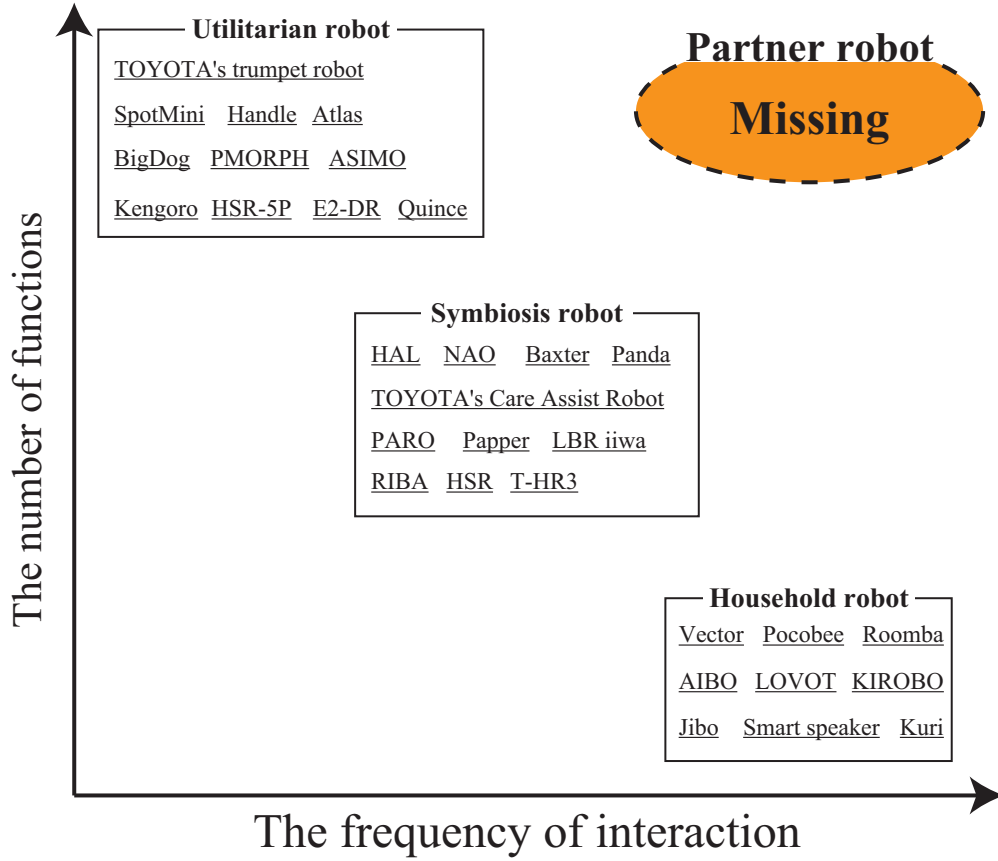 Utilitarian robot
TOYOTA's trumpet robot
SpotMini Handle Atlas
BigDog PMORPH ASIMO
Kengoro HSR-5P E2-DR Quince
Partner robot
Missing
Symbiosis robot
HAL NAO Baxter Panda
TOYOTA's Care Assist Robot
PARO Papper LBR iiwa
RIBA HSR T-HR3
Household robot
Vector Pocobee Roomba
AIBO LOVOT KIROBO
Jibo Smart speaker Kuri
The number of functions
The frequency of interaction